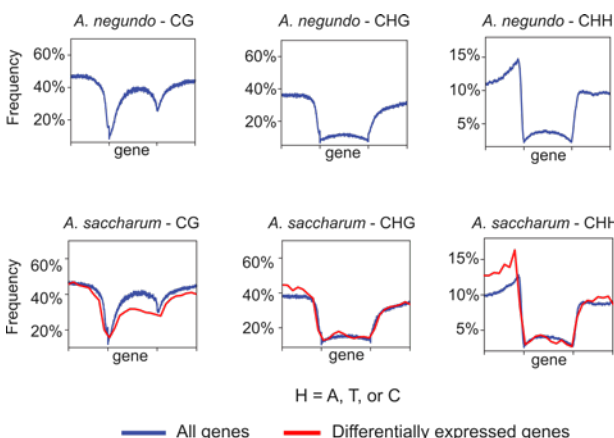 A. negundo - CG
A. negundo - CHG
A. negundo - CHH
Frequency
60%
40%
20%
gene
60%
40%
20%
gene
15%
10%
5%
gene
A. saccharum - CG
A. saccharum - CHG
A. saccharum - CHH
Frequency
60%
40%
20%
gene
60%
40%
20%
gene
15%
10%
5%
gene
H = A, T, or C
All genes
Differentially expressed genes